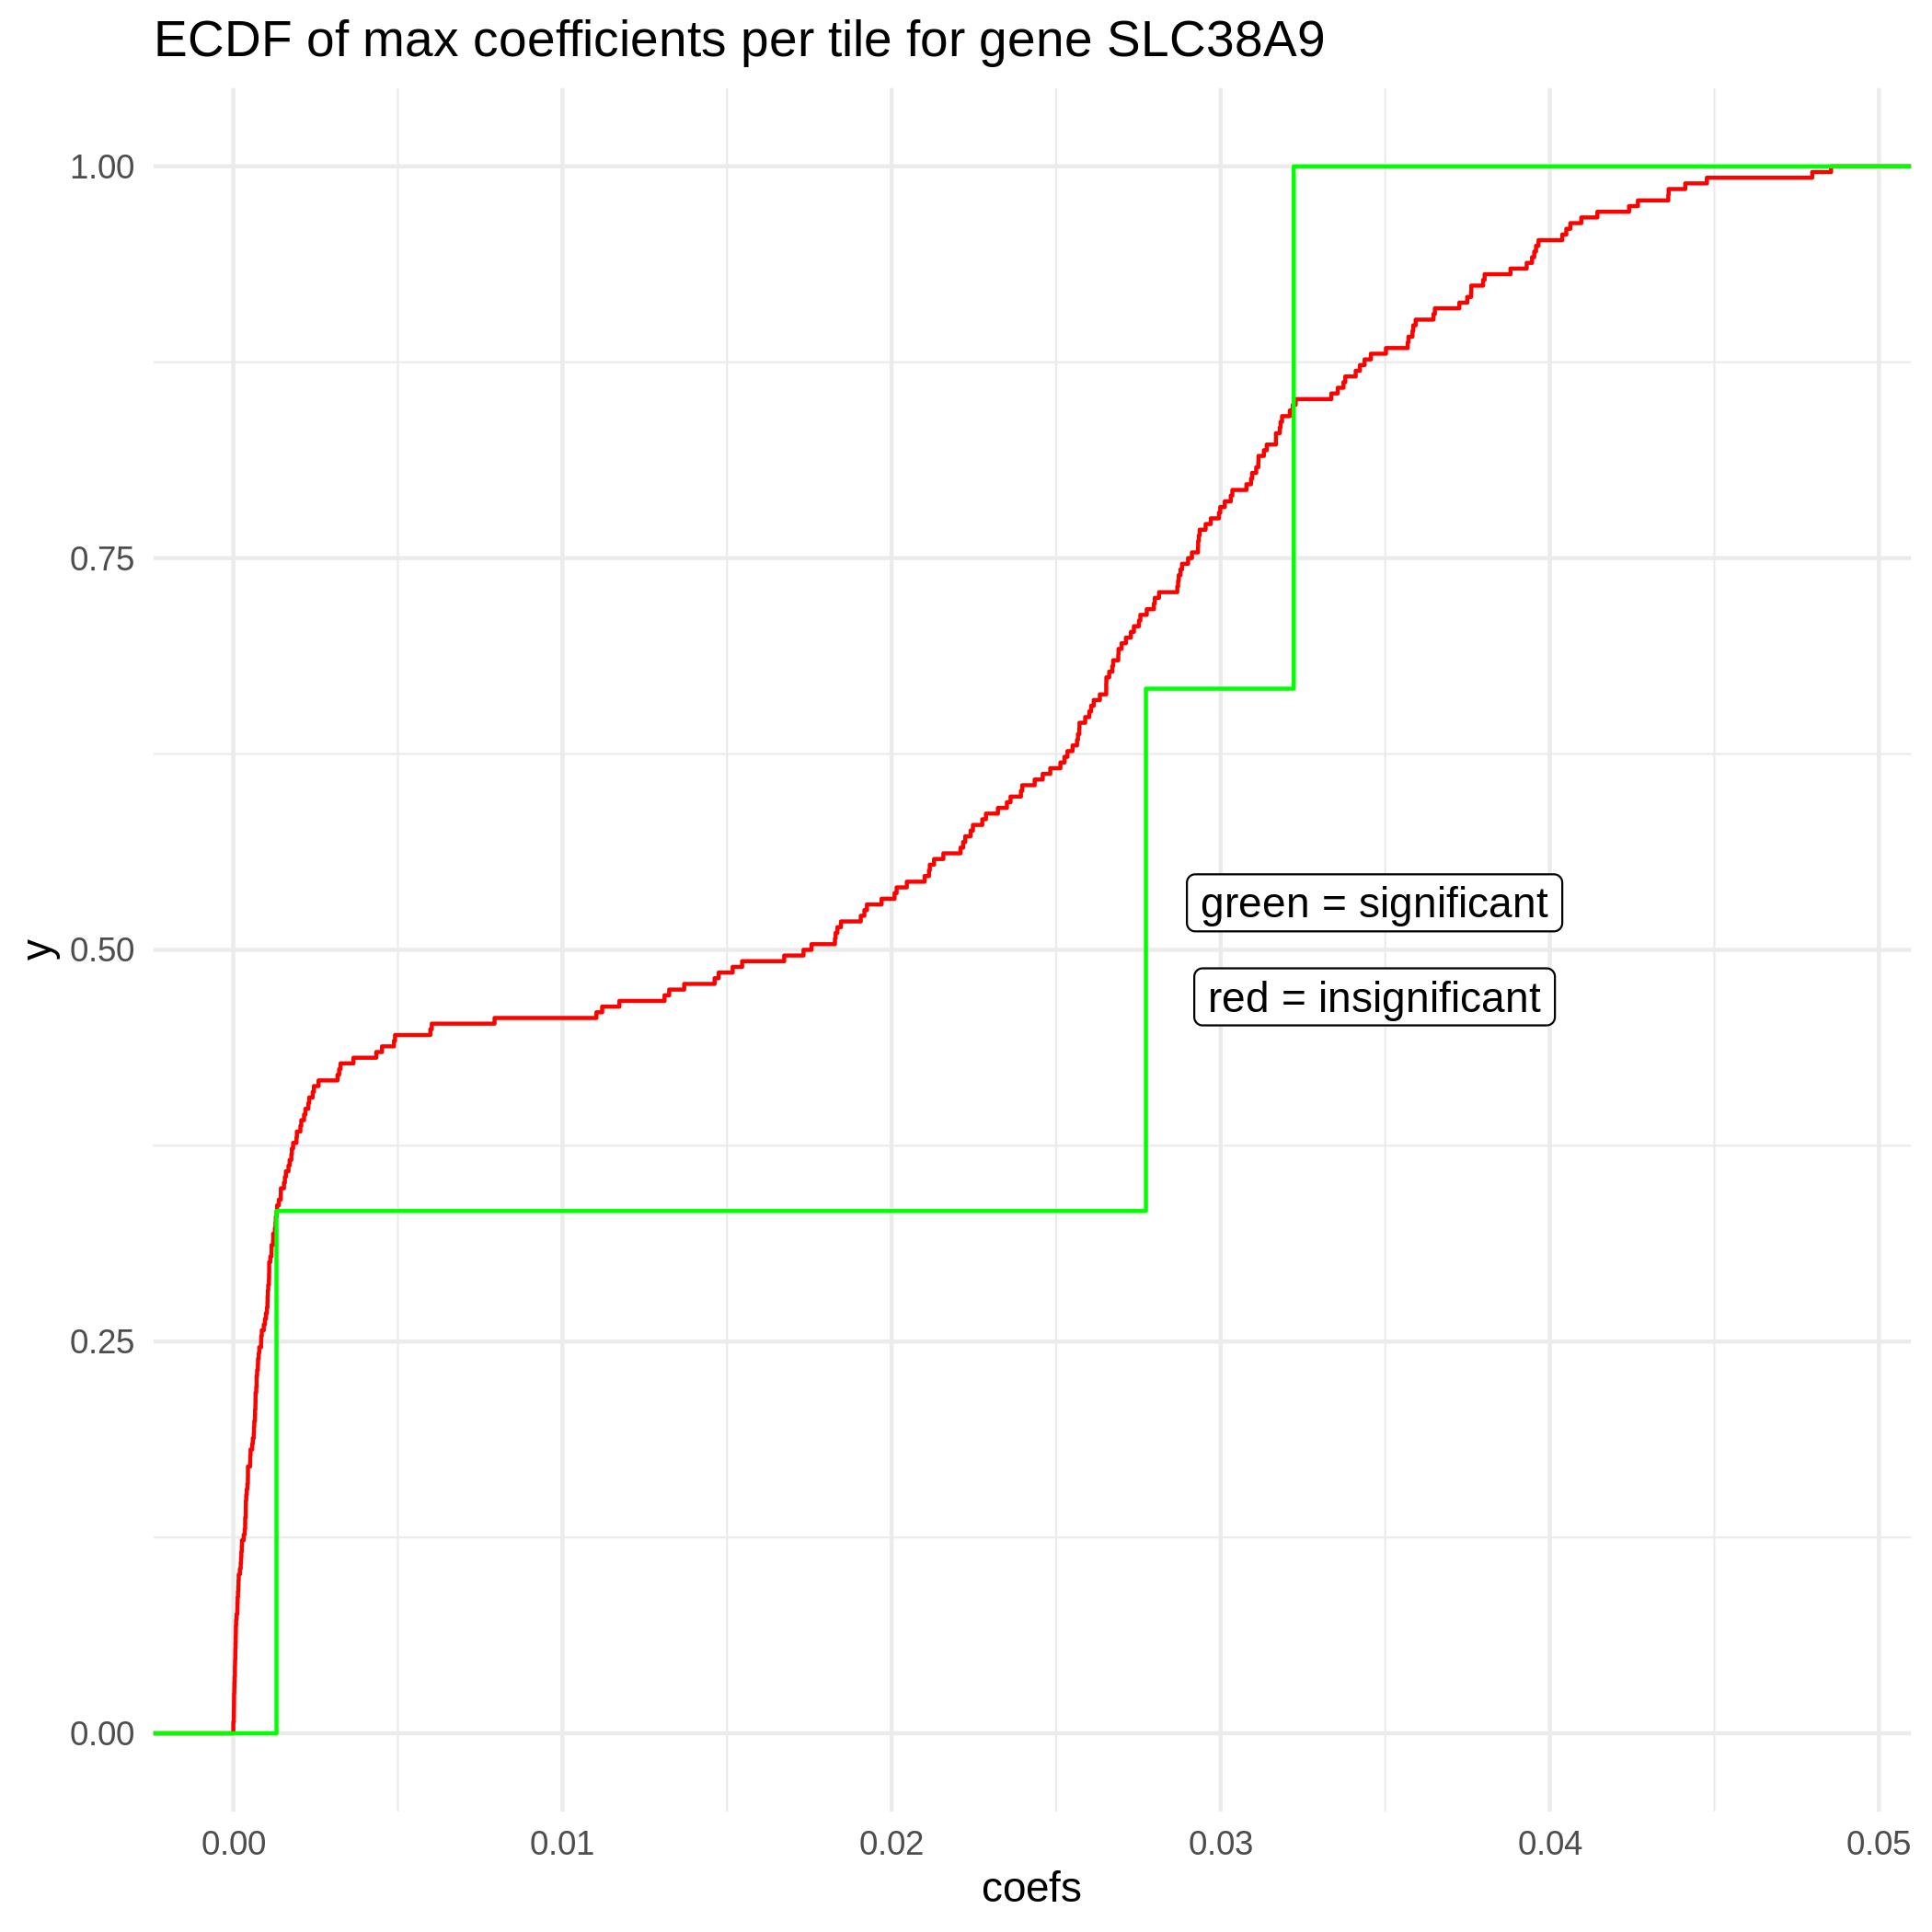 ECDF of max coefficients per tile for gene SLC38A9
1.00
0.75
0.50
0.25
0.00
y
green = significant
red = insignificant
0.00 0.01 0.02 0.03 0.04 0.05
coefs